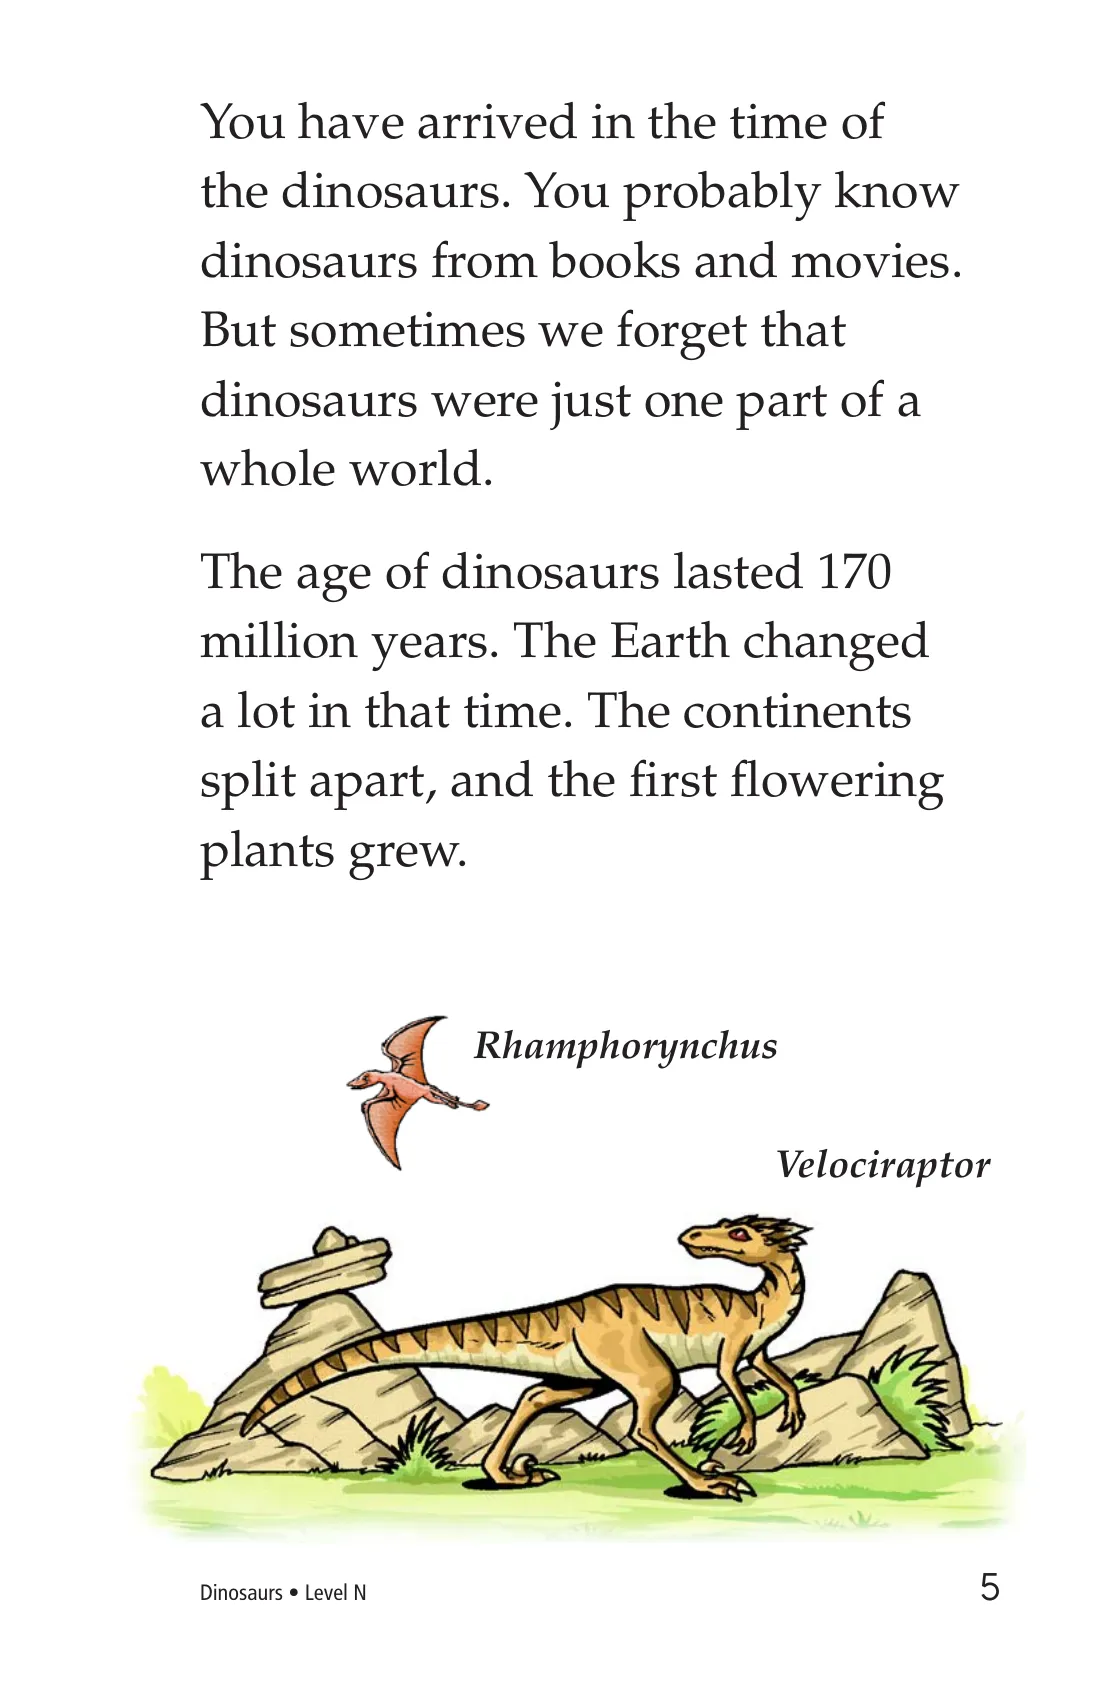 You have arrived in the time of
the dinosaurs. You probably know
dinosaurs from books and movies.
But sometimes we forget that
dinosaurs were just one part of a
whole world.
The age of dinosaurs lasted 170
million years. The Earth changed
a lot in that time. The continents
split apart, and the first flowering
plants grew.
Rhamphorynchus
Velociraptor
Dinosaurs • Level N
5